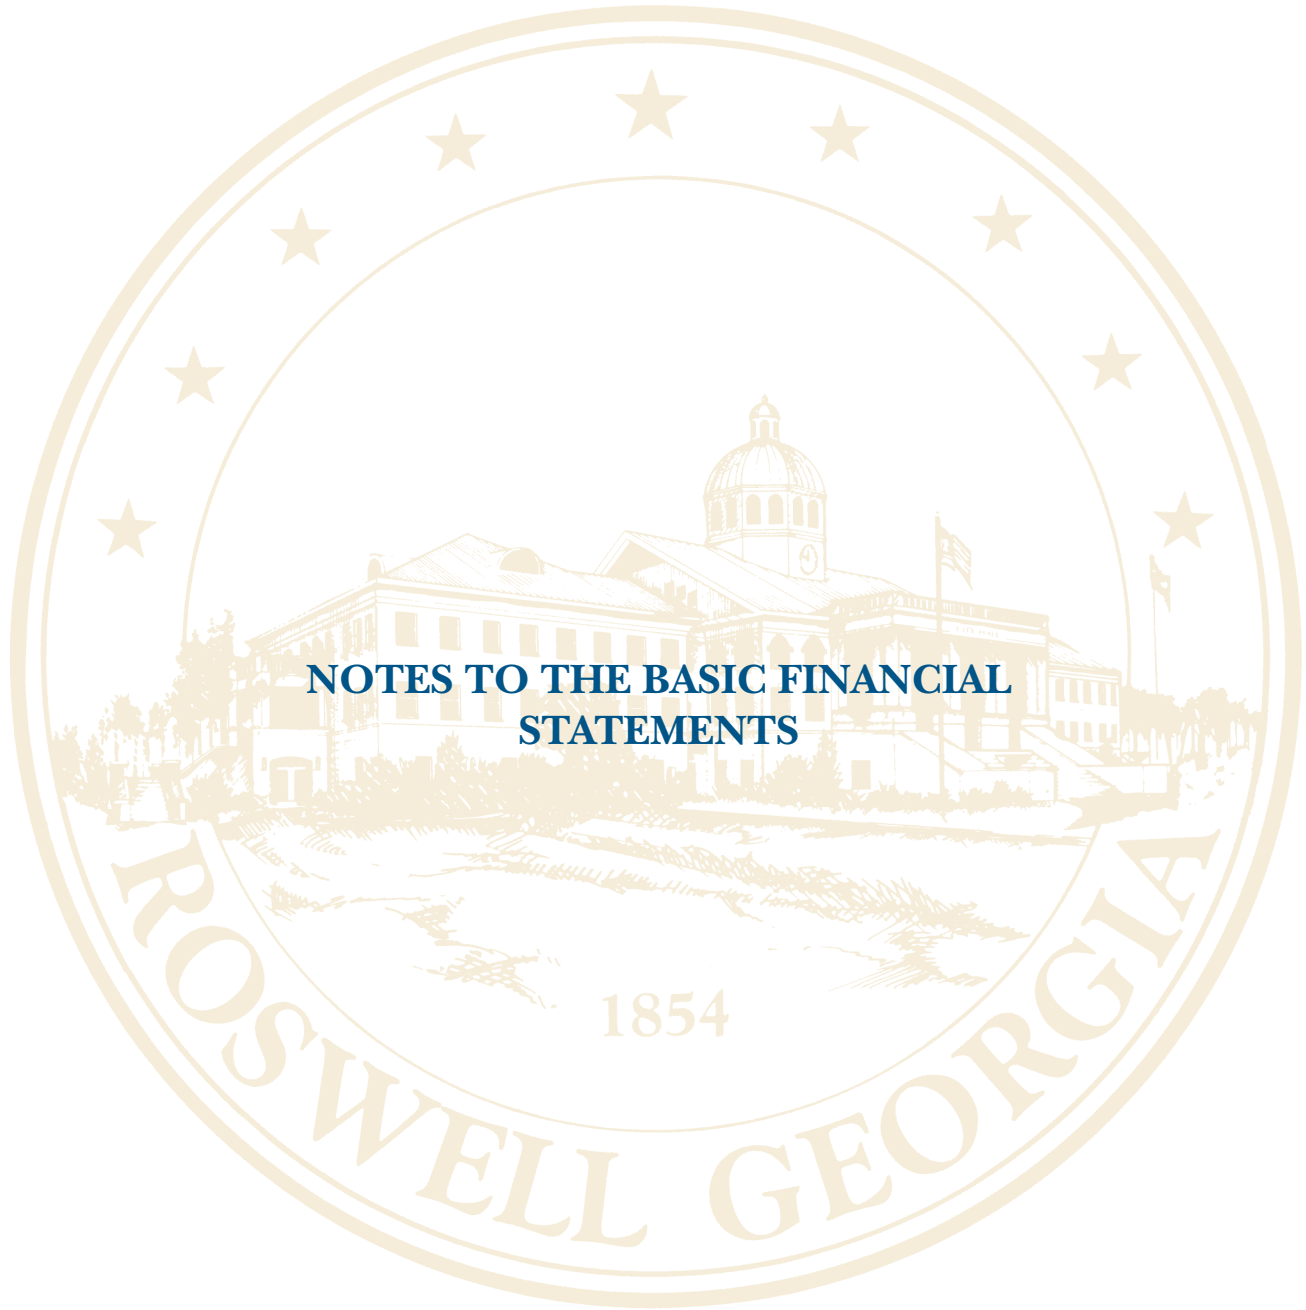 NOTES TO THE BASIC FINANCIAL
STATEMENTS
1854
ROSWELL GEORGIA